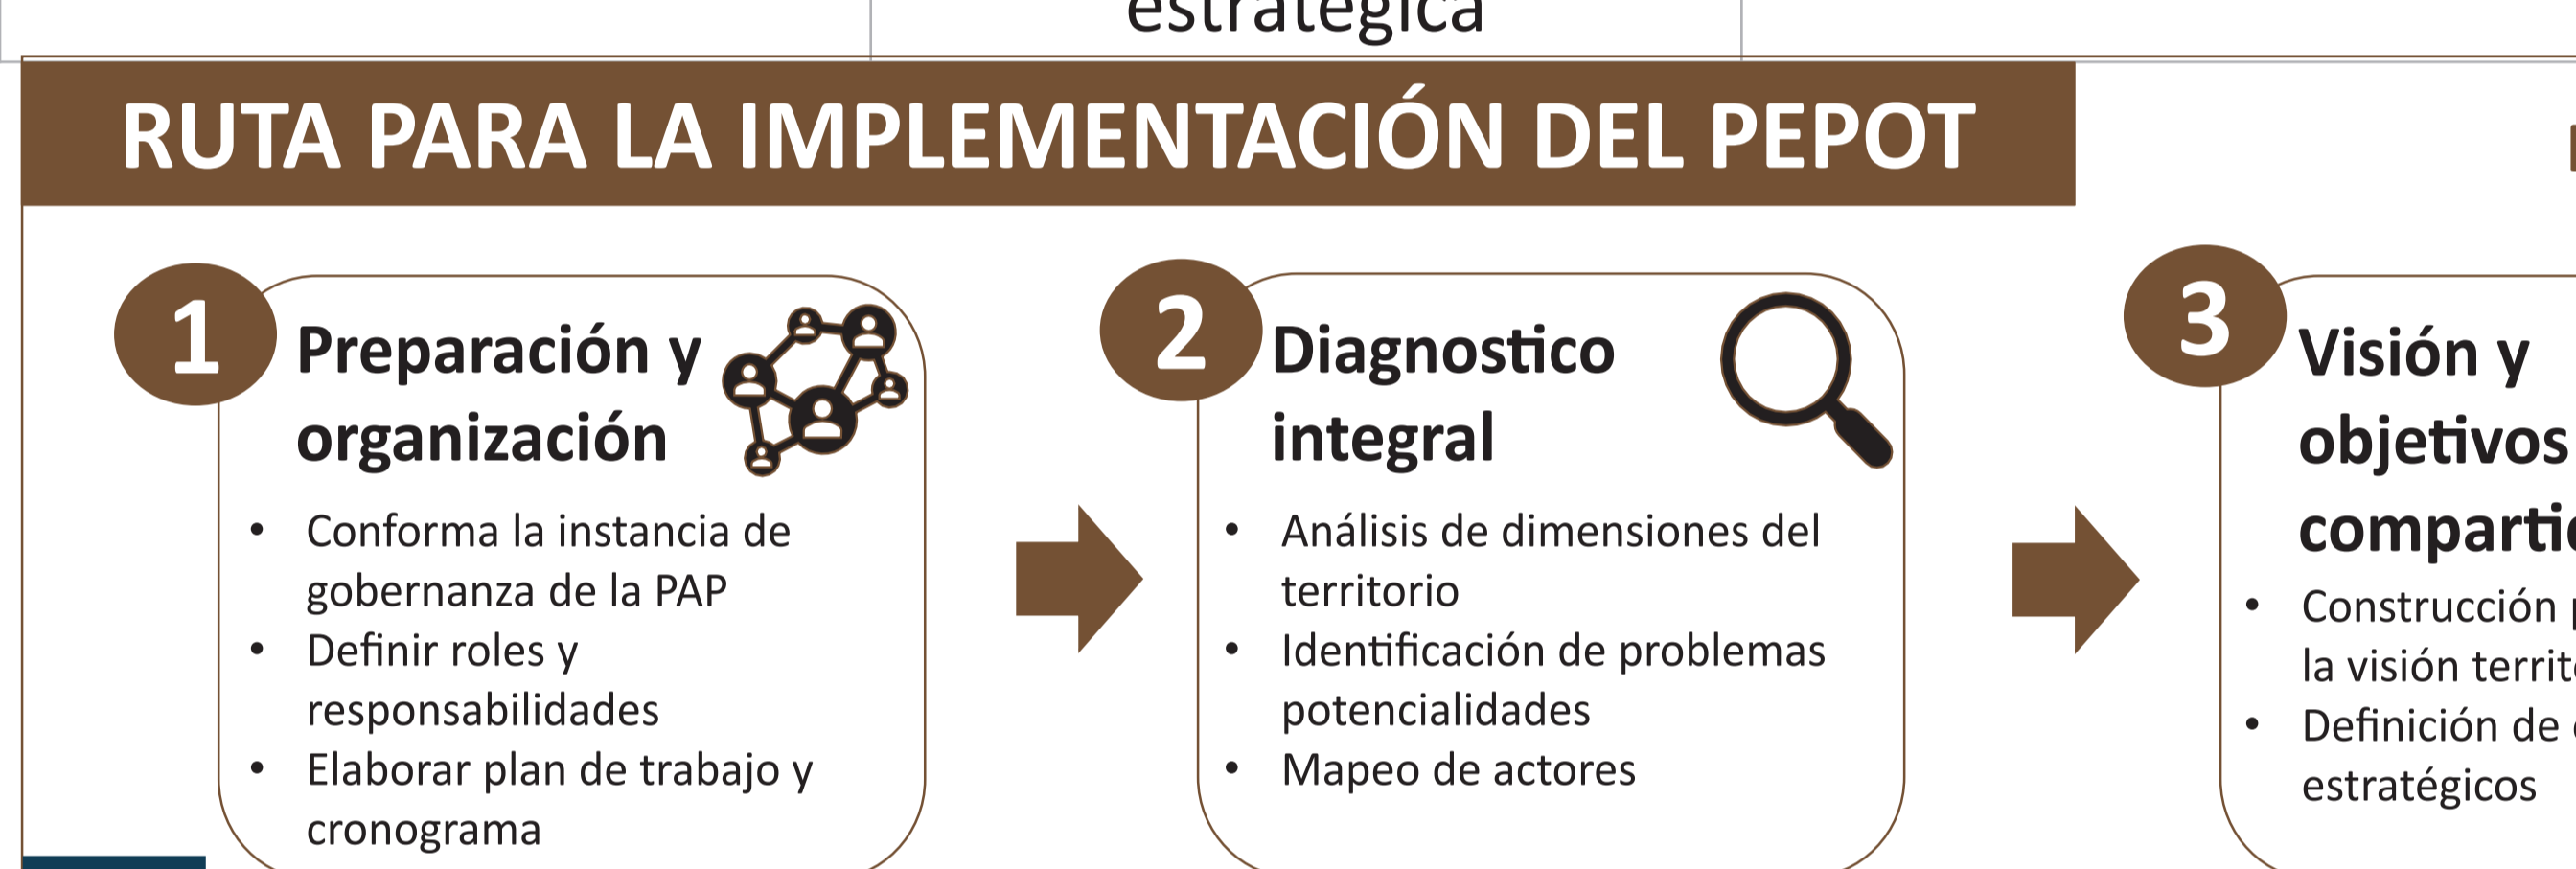 estratégica
RUTA PARA LA IMPLEMENTACIÓN DEL PEPOT
1
Preparación y
organización
• Conforma la instancia de
gobernanza de la PAP
• Definir roles y
responsabilidades
• Elaborar plan de trabajo y
cronograma
2
Diagnostico
integral
• Análisis de dimensiones del
territorio
• Identificación de problemas
potencialidades
• Mapeo de actores
3
Visión y
objetivos
• Construcción
la visión
• Definición de
estratégicos